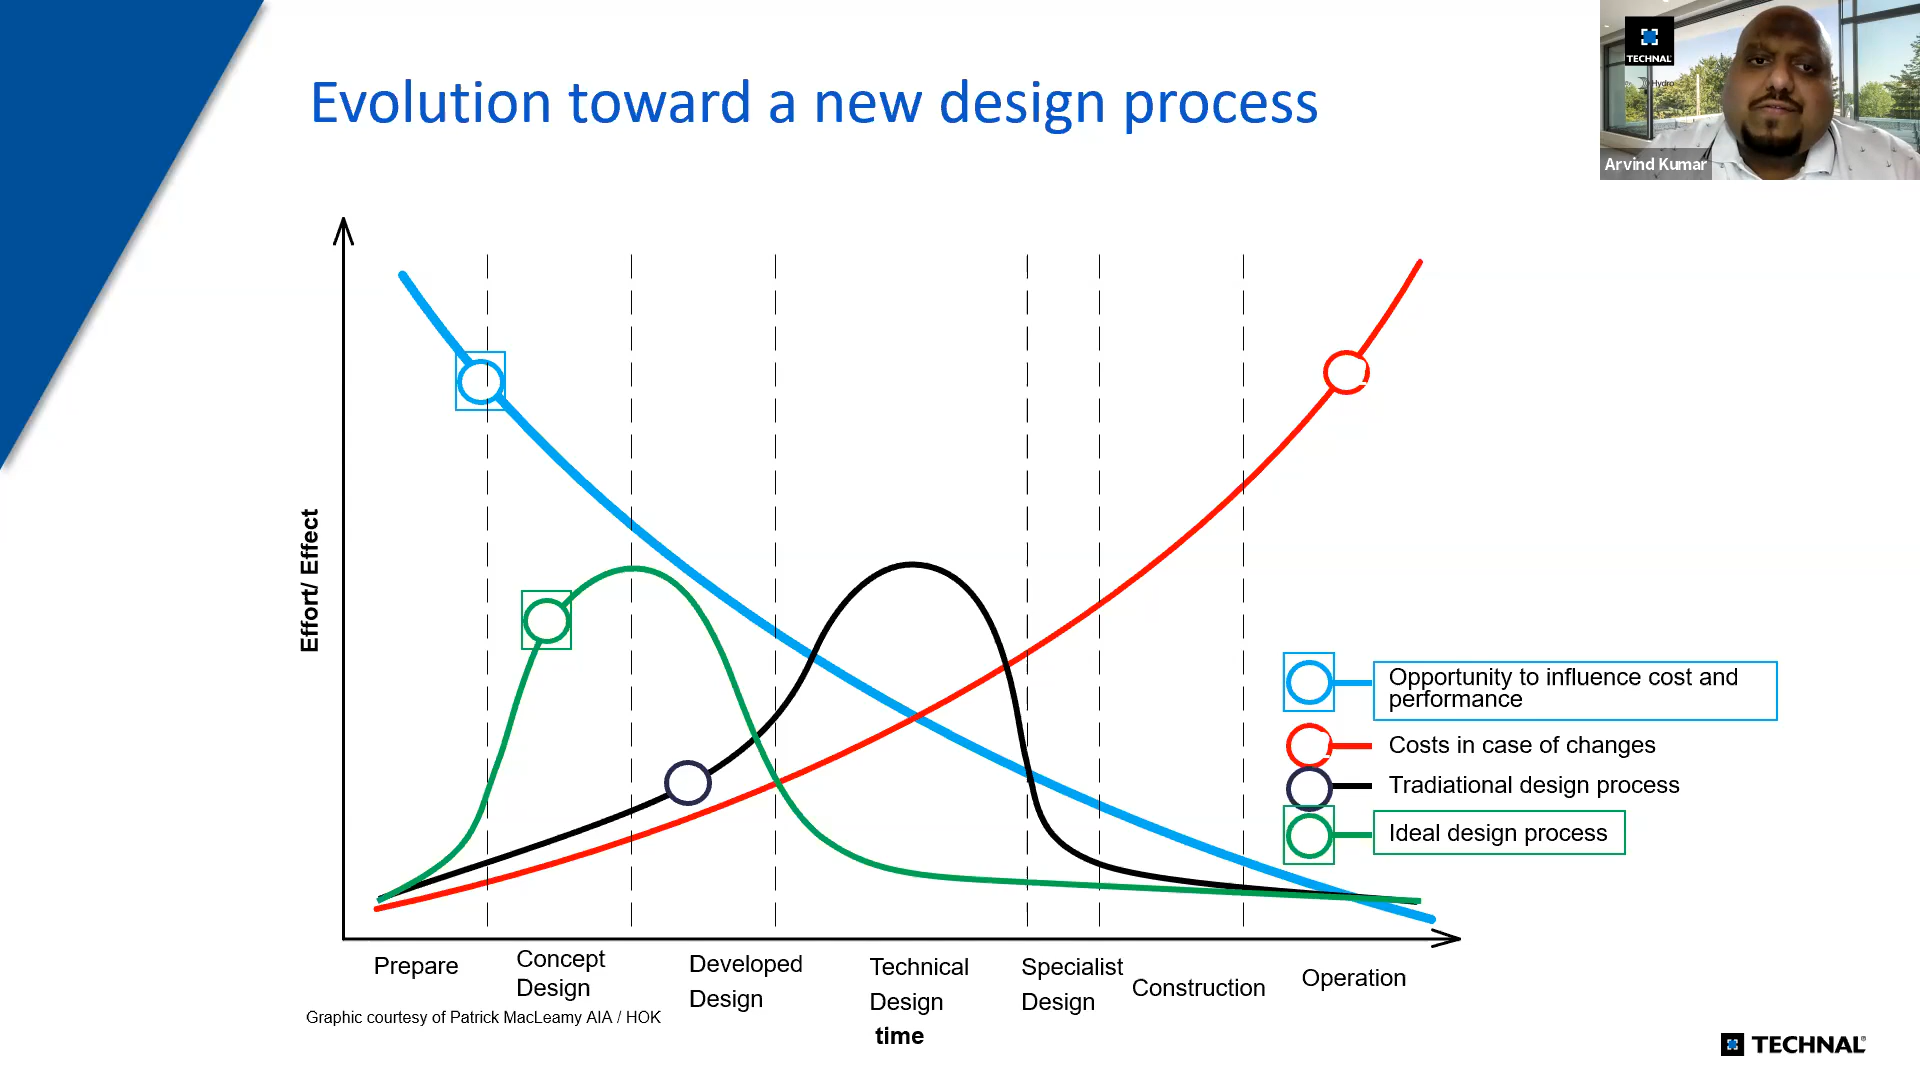 Evolution toward a new design process
TECHNAL
Hydro
Arvind Kumar
Effort/ Effect
Opportunity to influence cost and
performance
Costs in case of changes
Tradiational design process
Ideal design process
Prepare
Concept
Design
Developed
Design
Technical
Design
Specialist
Design
Construction
Operation
time
Graphic courtesy of Patrick MacLeamy AIA / HOK
TECHNAL